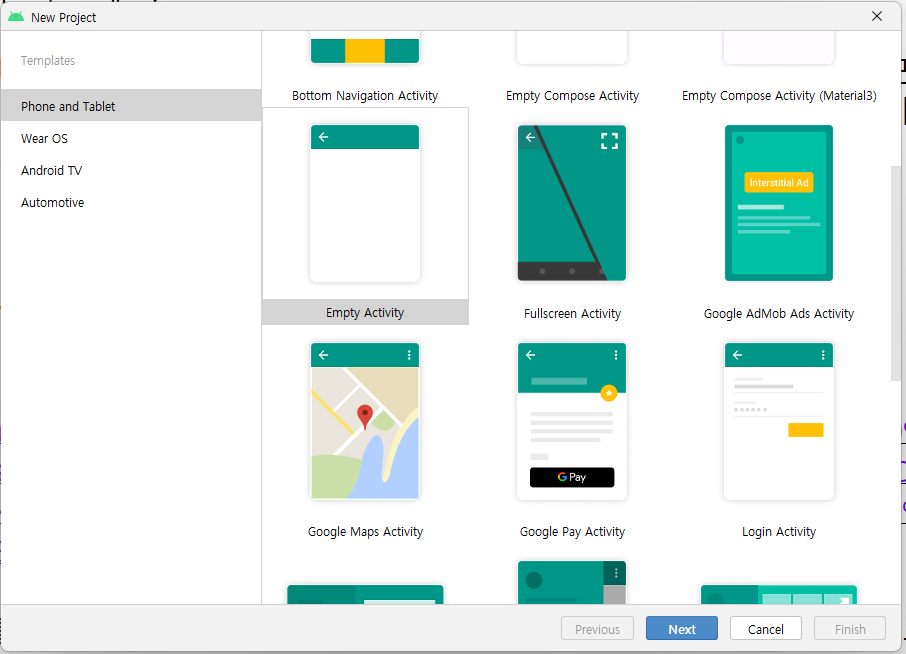 New Project
Templates
Phone and Tablet
Wear OS
Android TV
Automotive
Bottom Navigation Activity
Empty Compose Activity
Empty Compose Activity (Material3)
Empty Activity
Interstitial Ad
Fullscreen Activity
Google AdMob Ads Activity
G Pay
Google Maps Activity
Google Pay Activity
Login Activity
Previous
Next
Cancel
Finish